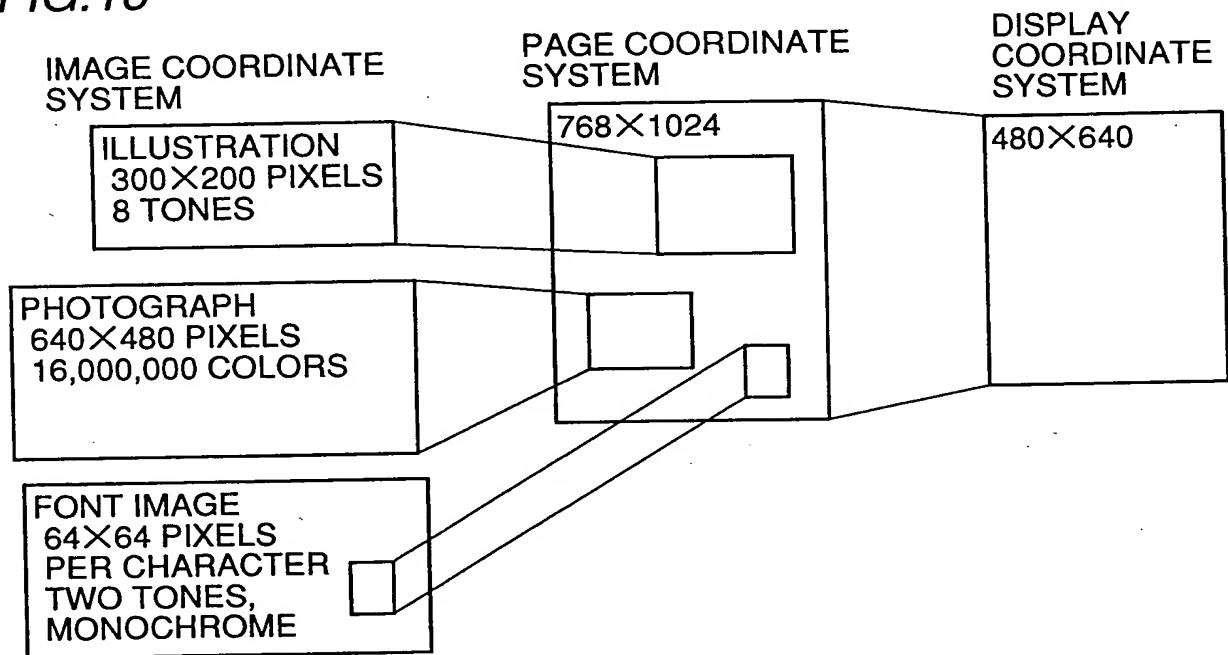 IMAGE COORDINATE
SYSTEM
ILLUSTRATION
300×200 PIXELS
8 TONES
PHOTOGRAPH
640×480 PIXELS
16,000,000 COLORS
FONT IMAGE
64×64 PIXELS
PER CHARACTER
TWO TONES,
MONOCHROME
PAGE COORDINATE
SYSTEM
768×1024
DISPLAY
COORDINATE
SYSTEM
480×640